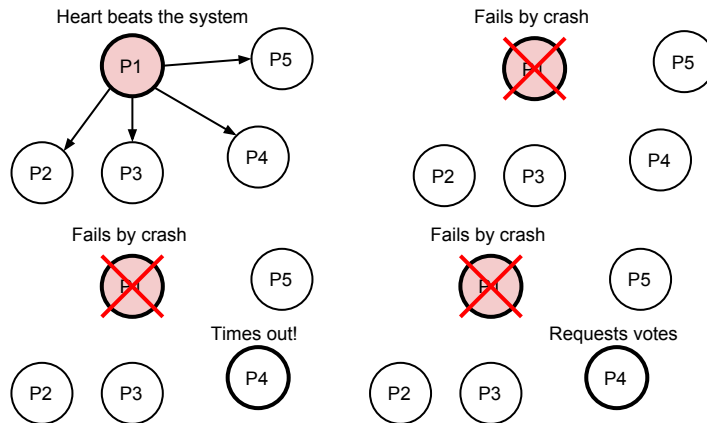 Heart beats the system
P1
P5
P2
P3
P4
Fails by crash
P5
P2
P3
P4
Fails by crash
P5
Times out!
P2
P3
P4
Fails by crash
P5
Requests votes
P2
P3
P4